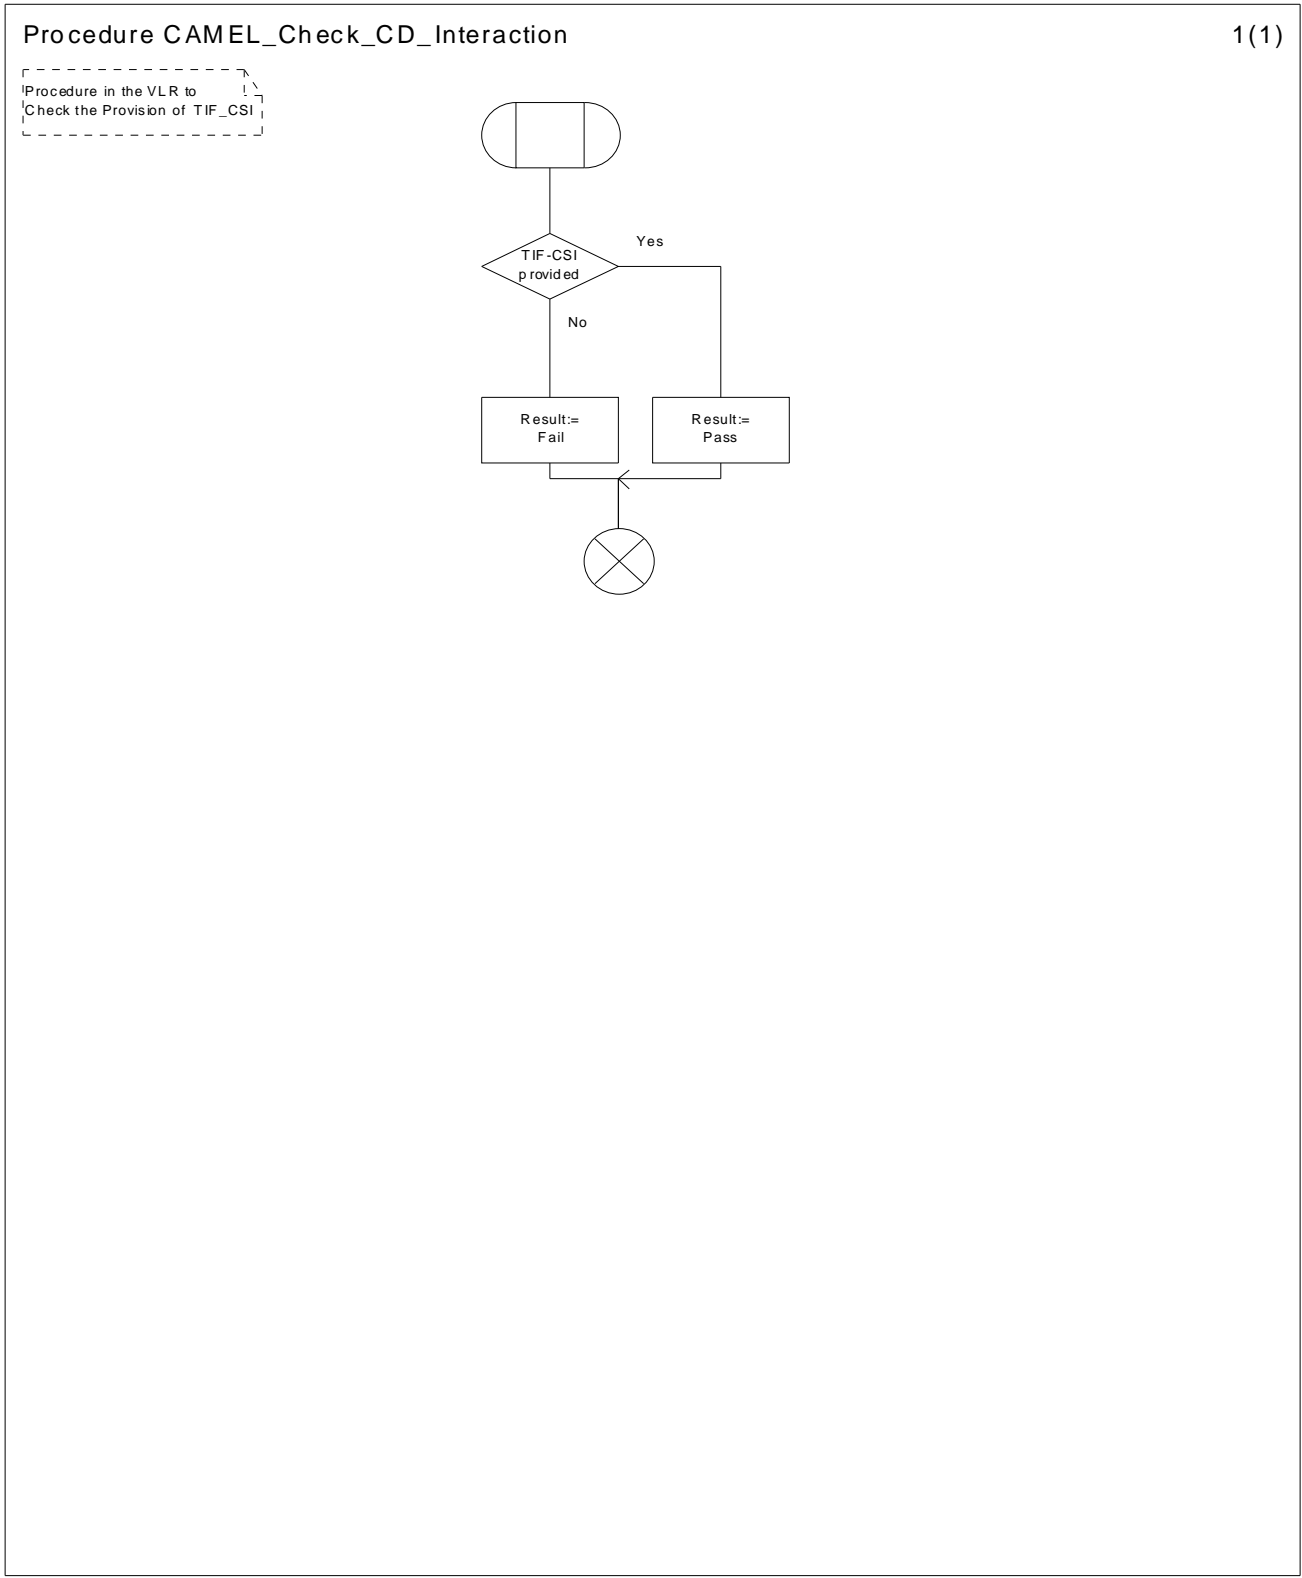 Procedure CAMEL_Check_CD_Interaction
1(1)
Procedure in the VLR to
Check the Provision of TIF_CSI
TIF-CSI
provided
Yes
No
Result:=
Fail
Result:=
Pass